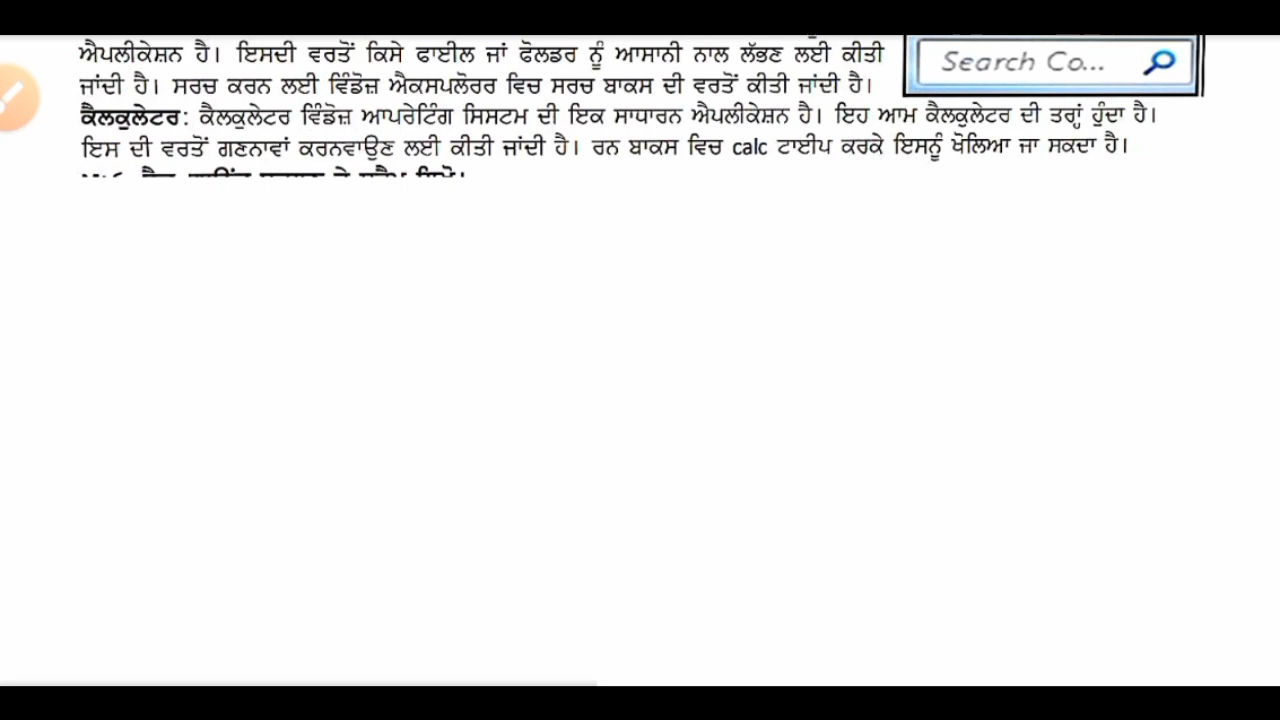 ਐਪਲੀਕੇਸ਼ਨ ਹੈ। ਇਸਦੀ ਵਰਤੋਂ ਕਿਸੇ ਫਾਈਲ ਜਾਂ ਫੋਲਡਰ ਨੂੰ ਆਸਾਨੀ ਨਾਲ ਲੱਭਣ ਲਈ ਕੀਤੀ
Search Co...
ਜਾਂਦੀ ਹੈ। ਸਰਚ ਕਰਨ ਲਈ ਵਿੰਡੋਜ਼ ਐਕਸਪਲੋਰਰ ਵਿਚ ਸਰਚ ਬਾਕਸ ਦੀ ਵਰਤੋਂ ਕੀਤੀ ਜਾਂਦੀ ਹੈ।
ਕੈਲਕੁਲੇਟਰ: ਕੈਲਕੁਲੇਟਰ ਵਿੰਡੋਜ਼ ਆਪਰੇਟਿੰਗ ਸਿਸਟਮ ਦੀ ਇਕ ਸਾਧਾਰਨ ਐਪਲੀਕੇਸ਼ਨ ਹੈ। ਇਹ ਆਮ ਕੈਲਕੁਲੇਟਰ ਦੀ ਤਰ੍ਹਾਂ ਹੁੰਦਾ ਹੈ।
ਇਸ ਦੀ ਵਰਤੋਂ ਗਣਨਾਵਾਂ ਕਰਨਵਾਉਣ ਲਈ ਕੀਤੀ ਜਾਂਦੀ ਹੈ। ਰਨ ਬਾਕਸ ਵਿਚ calc ਟਾਈਪ ਕਰਕੇ ਇਸਨੂੰ ਖੋਲਿਆ ਜਾ ਸਕਦਾ ਹੈ।